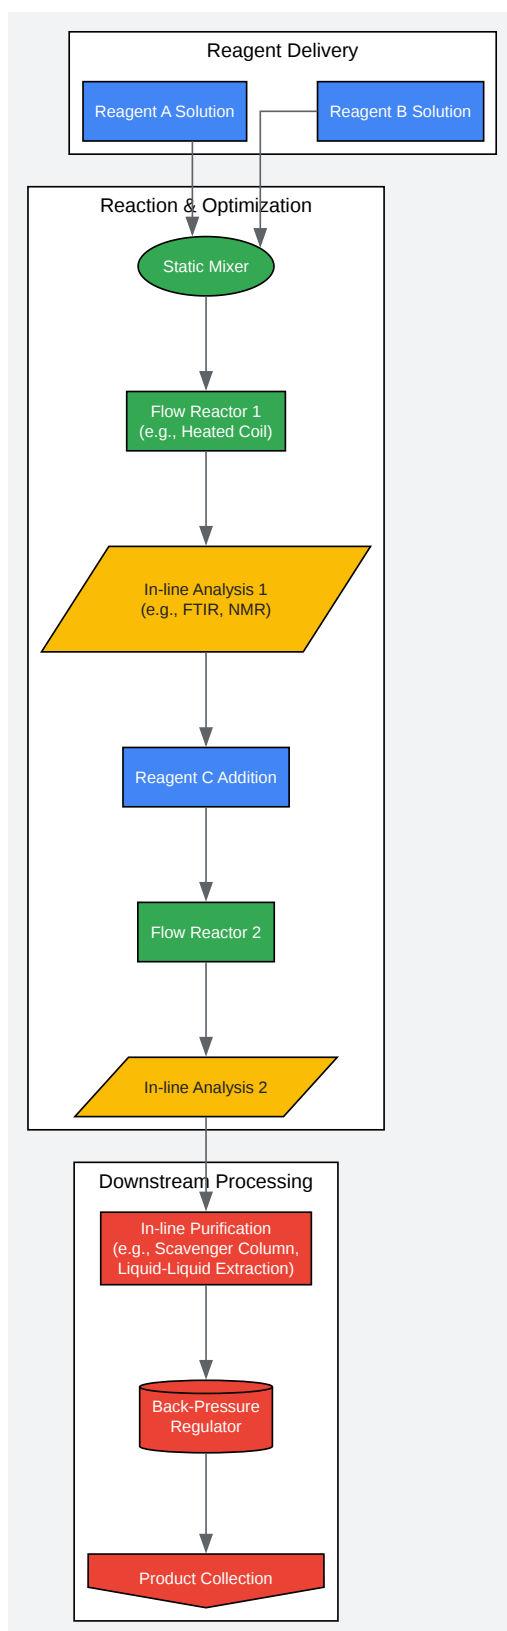 Reagent Delivery
Reagent A Solution
Reagent B Solution
Reaction & Optimization
Static Mixer
Flow Reactor 1
(e.g., Heated Coil)
In-line Analysis 1
(e.g., FTIR, NMR)
Reagent C Addition
Flow Reactor 2
In-line Analysis 2
Downstream Processing
In-line Purification
(e.g., Scavenger Column,
Liquid-Liquid Extraction)
Back-Pressure
Regulator
Product Collection